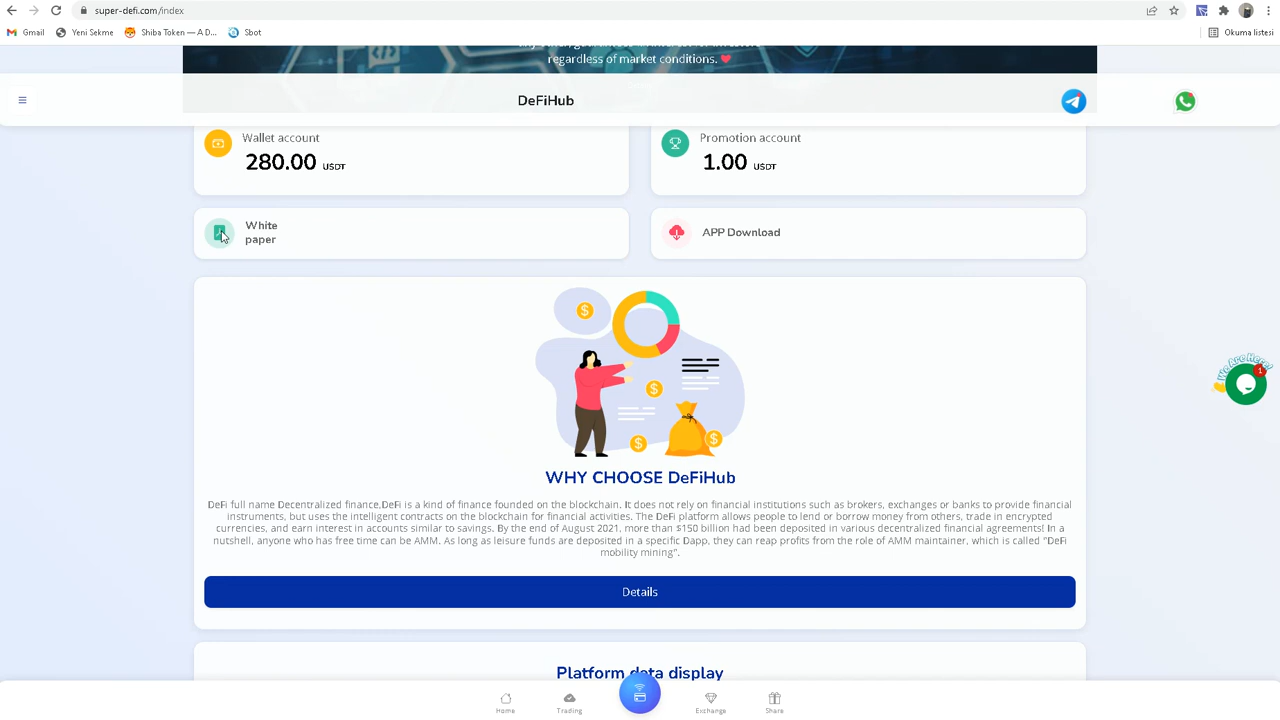 super-defi.com/index
Gmail
Yeni Sekme
Shiba Token — A D...
Sbot
Okuma listesi
regardless of market conditions. ❤
DeFiHub
Wallet account
280.00 USDT
Promotion account
1.00 USDT
White
paper
APP Download
We Are Here!
1
WHY CHOOSE DeFiHub
DeFi full name Decentralized finance,DeFi is a kind of finance founded on the blockchain. It does not rely on financial institutions such as brokers, exchanges or banks to provide financial
instruments, but uses the intelligent contracts on the blockchain for financial activities. The DeFi platform allows people to lend or borrow money from others, trade in encrypted
currencies, and earn interest in accounts similar to savings. By the end of August 2021, more than $150 billion had been deposited in various decentralized financial agreements! In a
nutshell, anyone who has free time can be AMM. As long as leisure funds are deposited in a specific Dapp, they can reap profits from the role of AMM maintainer, which is called "DeFi
mobility mining".
Details
Platform data display
Home
Trading
Exchange
Share